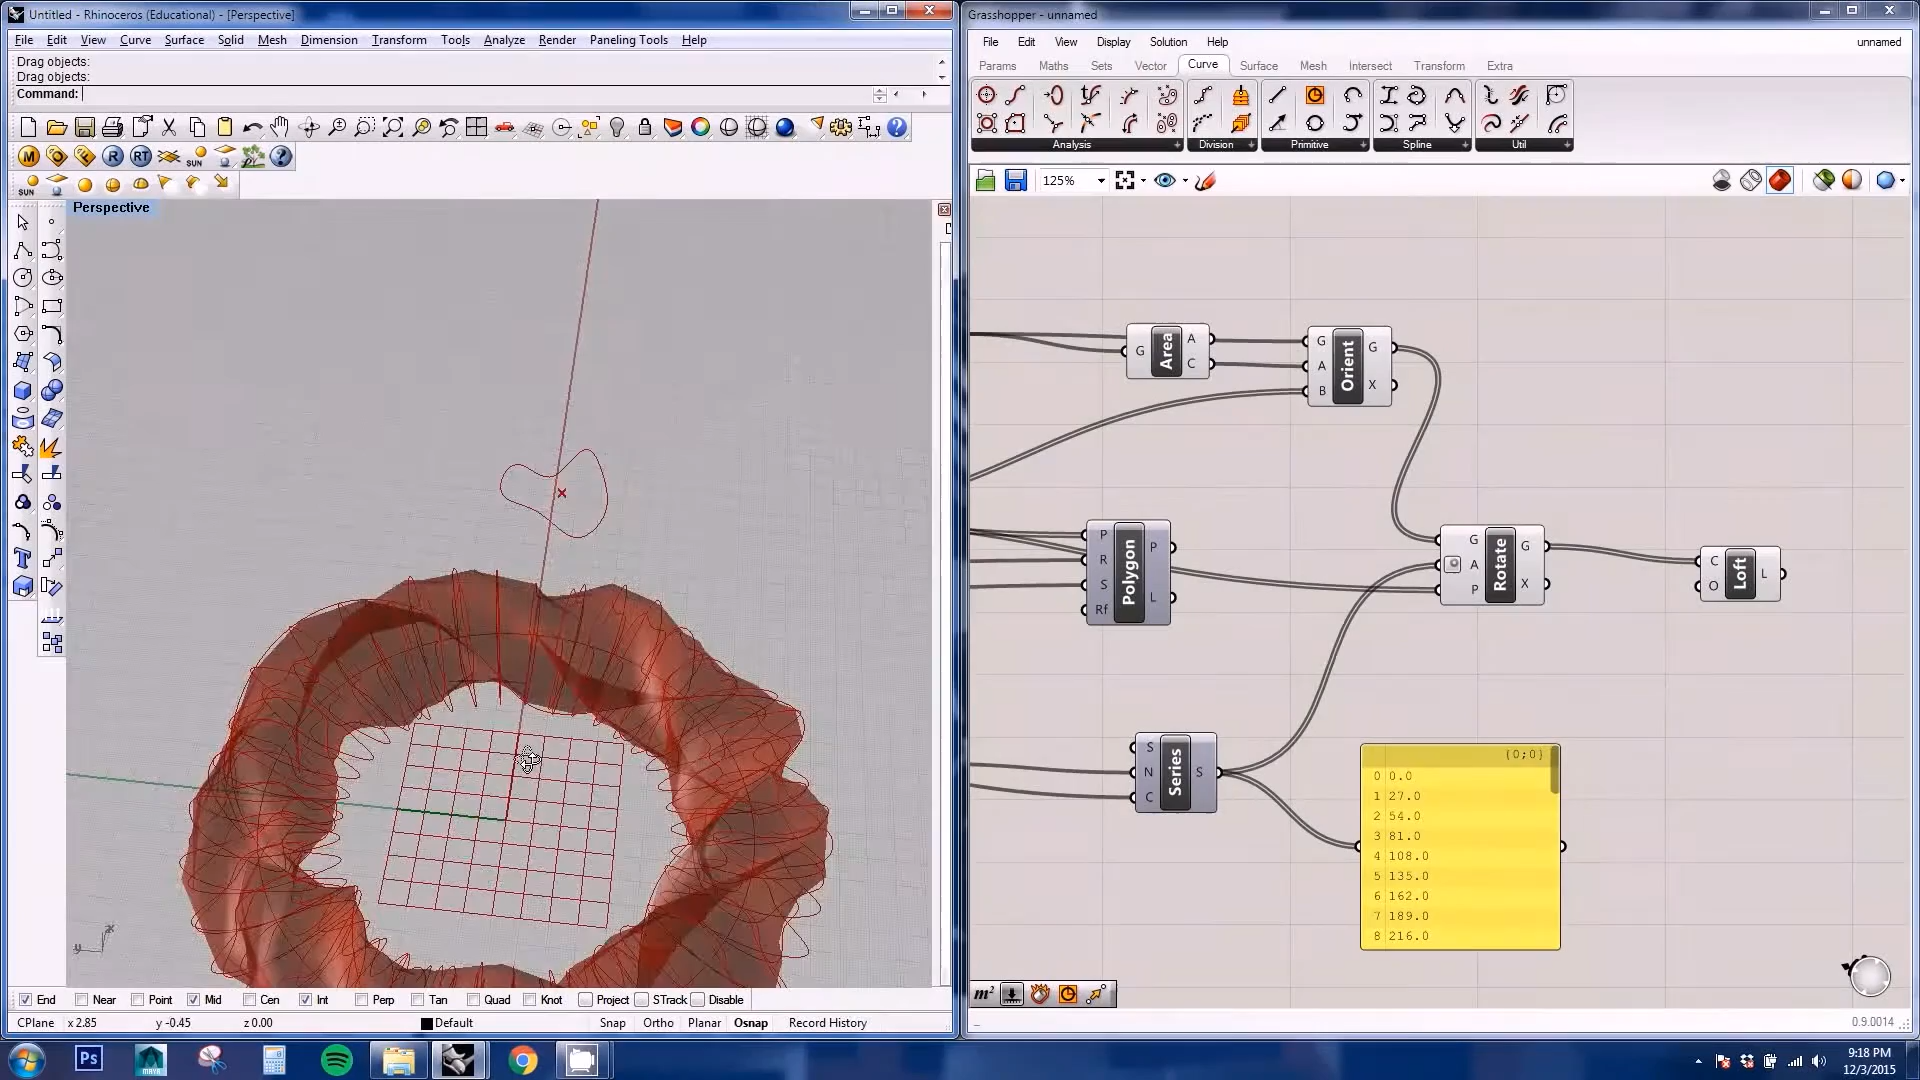 Untitled - Rhinoceros (Educational) - [Perspective]
File Edit View Curve Surface Solid Mesh Dimension Transform Tools Analyze Render Paneling Tools Help
Drag objects:
Drag objects:
Command:
M R RT SUN
SUN
Perspective
x
y
End Near Point Mid Cen Int Perp Tan Quad Knot Project STrack Disable
CPlane x 2.85 y -0.45 z 0.00 Default Snap Ortho Planar Osnap Record History
Grasshopper - unnamed
File Edit View Display Solution Help unnamed
Params Maths Sets Vector Curve Surface Mesh Intersect Transform Extra
Analysis Division Primitive Spline Util
125%
G Area A C
G A B Orient G X
P R S Rf Polygon P L
G A P Rotate G X
C O Loft L
S N C Series S
{0;0}
0 0.0
1 27.0
2 54.0
3 81.0
4 108.0
5 135.0
6 162.0
7 189.0
8 216.0
m²
0.9.0014
Ps
MAYA
9:18 PM
12/3/2015